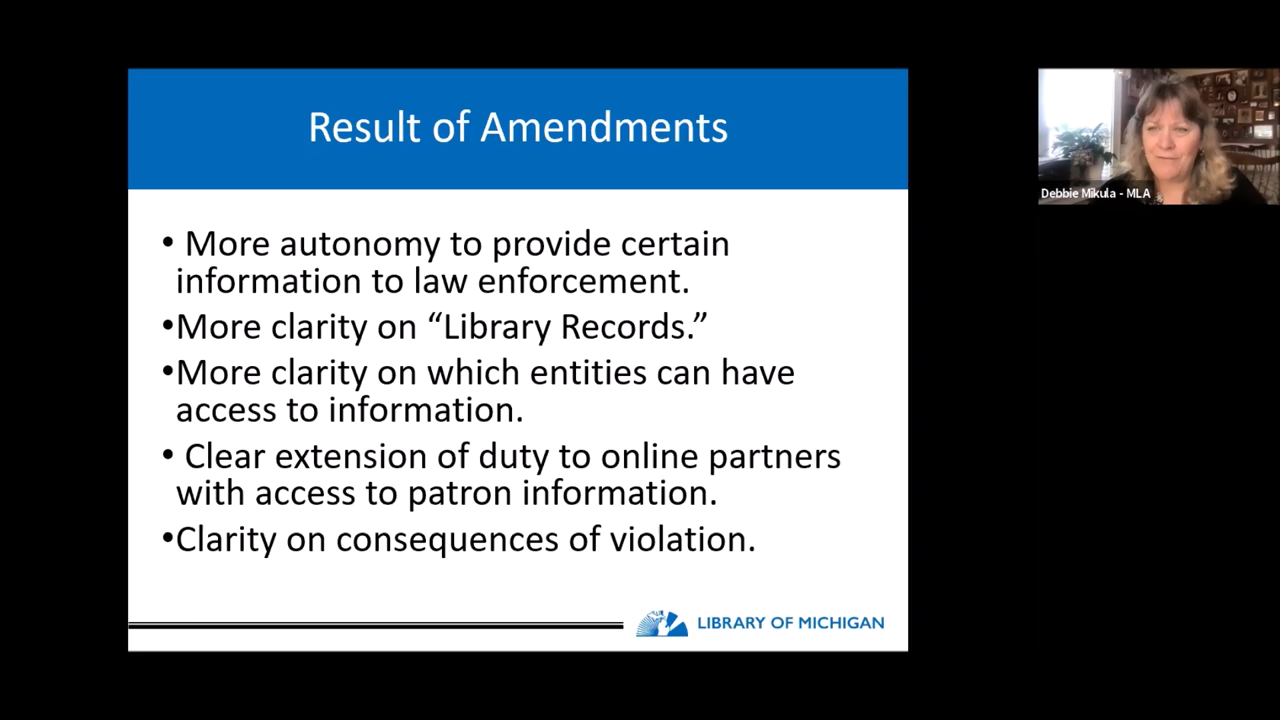 Result of Amendments
• More autonomy to provide certain
information to law enforcement.
•More clarity on “Library Records.”
•More clarity on which entities can have
access to information.
• Clear extension of duty to online partners
with access to patron information.
•Clarity on consequences of violation.
LIBRARY OF MICHIGAN
Debbie Mikula - MLA